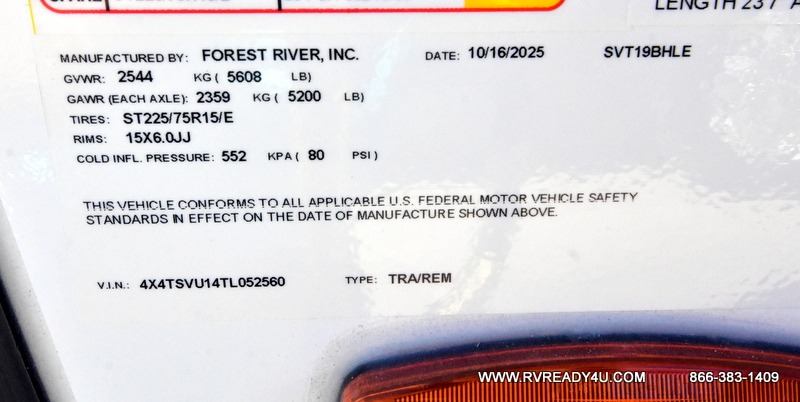 LENGTH 23'7"
MANUFACTURED BY: FOREST RIVER, INC. DATE: 10/16/2025 SVT19BHLE
GVWR: 2544 KG ( 5608 LB)
GAWR (EACH AXLE): 2359 KG ( 5200 LB)
TIRES: ST225/75R15/E
RIMS: 15X6.0JJ
COLD INFL. PRESSURE: 552 KPA ( 80 PSI )
THIS VEHICLE CONFORMS TO ALL APPLICABLE U.S. FEDERAL MOTOR VEHICLE SAFETY
STANDARDS IN EFFECT ON THE DATE OF MANUFACTURE SHOWN ABOVE.
V.I.N.: 4X4TSVU14TL052560 TYPE: TRA/REM
WWW.RVREADY4U.COM 866-383-1409